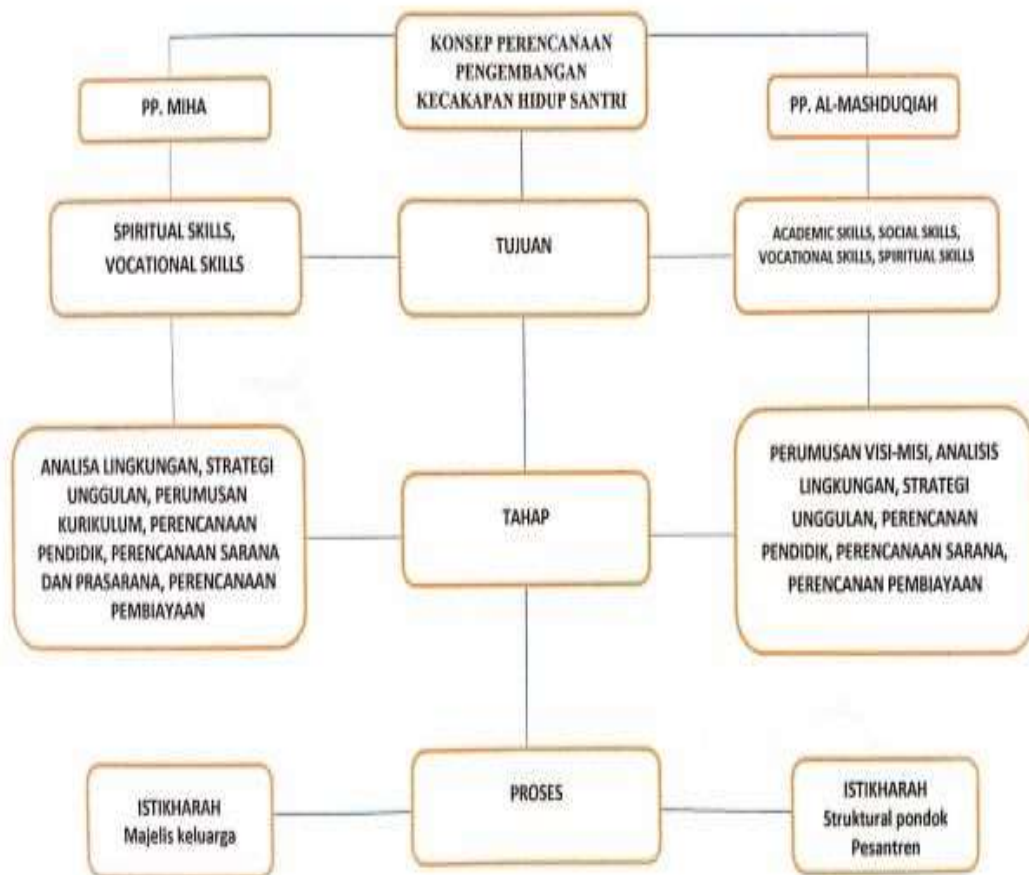 KONSEP PERENCANAAN
PENGEMBANGAN
KECAKAPAN HIDUP SANTRI
PP. MIHA
PP. AL-MASHDUQIAH
SPIRITUAL SKILLS,
VOCATIONAL SKILLS
TUJUAN
ACADEMIC SKILLS, SOCIAL SKILLS,
VOCATIONAL SKILLS, SPIRITUAL SKILLS
ANALISA LINGKUNGAN, STRATEGI
UNGGULAN, PERUMUSAN
KURIKULUM, PERENCANAAN
PENDIDIK, PERENCANAAN SARANA
DAN PRASARANA, PERENCANAAN
PEMBIAYAAN
TAHAP
PERUMUSAN VISI-MISI, ANALISIS
LINGKUNGAN, STRATEGI
UNGGULAN, PERENCANAN
PENDIDIK, PERENCANAAN SARANA,
PERENCANAN PEMBIAYAAN
ISTIKHARAH
Majelis keluarga
PROSES
ISTIKHARAH
Struktural pondok
Pesantren